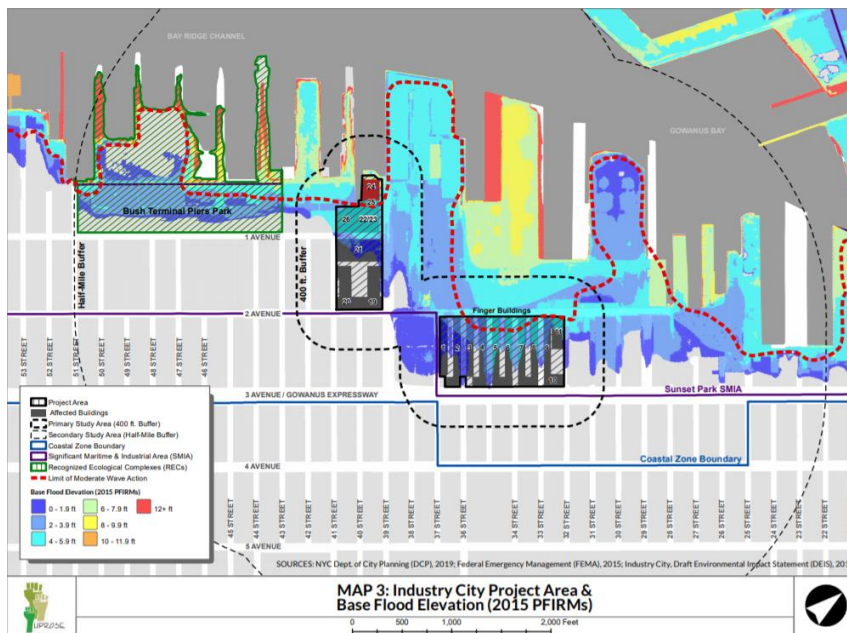 BAY RIDGE CHANNEL
GOWANUS BAY
Bush Terminal Piers Park
24
26
22/23
21
20
19
1 AVENUE
Half-Mile Buffer
400 ft. Buffer
2 AVENUE
Finger Buildings
10
Sunset Park SMIA
3 AVENUE / GOWANUS EXPRESSWAY
Coastal Zone Boundary
4 AVENUE
5 AVENUE
53 STREET
52 STREET
51 STREET
50 STREET
49 STREET
48 STREET
47 STREET
46 STREET
45 STREET
44 STREET
43 STREET
42 STREET
41 STREET
40 STREET
39 STREET
38 STREET
37 STREET
36 STREET
34 STREET
33 STREET
32 STREET
31 STREET
30 STREET
29 STREET
28 STREET
27 STREET
26 STREET
25 STREET
24 STREET
23 STREET
22 STREET
Project Area
Affected Buildings
Primary Study Area (400 ft. Buffer)
Secondary Study Area (Half-Mile Buffer)
Coastal Zone Boundary
Significant Maritime & Industrial Area (SMIA)
Recognized Ecological Complexes (RECs)
Limit of Moderate Wave Action
Base Flood Elevation (2015 PFIRMs)
0 - 1.9 ft
6 - 7.9 ft
12+ ft
2 - 3.9 ft
8 - 9.9 ft
4 - 5.9 ft
10 - 11.9 ft
SOURCES: NYC Dept. of City Planning (DCP), 2019; Federal Emergency Management (FEMA), 2015; Industry City, Draft Environmental Impact Statement (DEIS), 201
UPROSE
MAP 3: Industry City Project Area &
Base Flood Elevation (2015 PFIRMs)
0 500 1,000 2,000 Feet